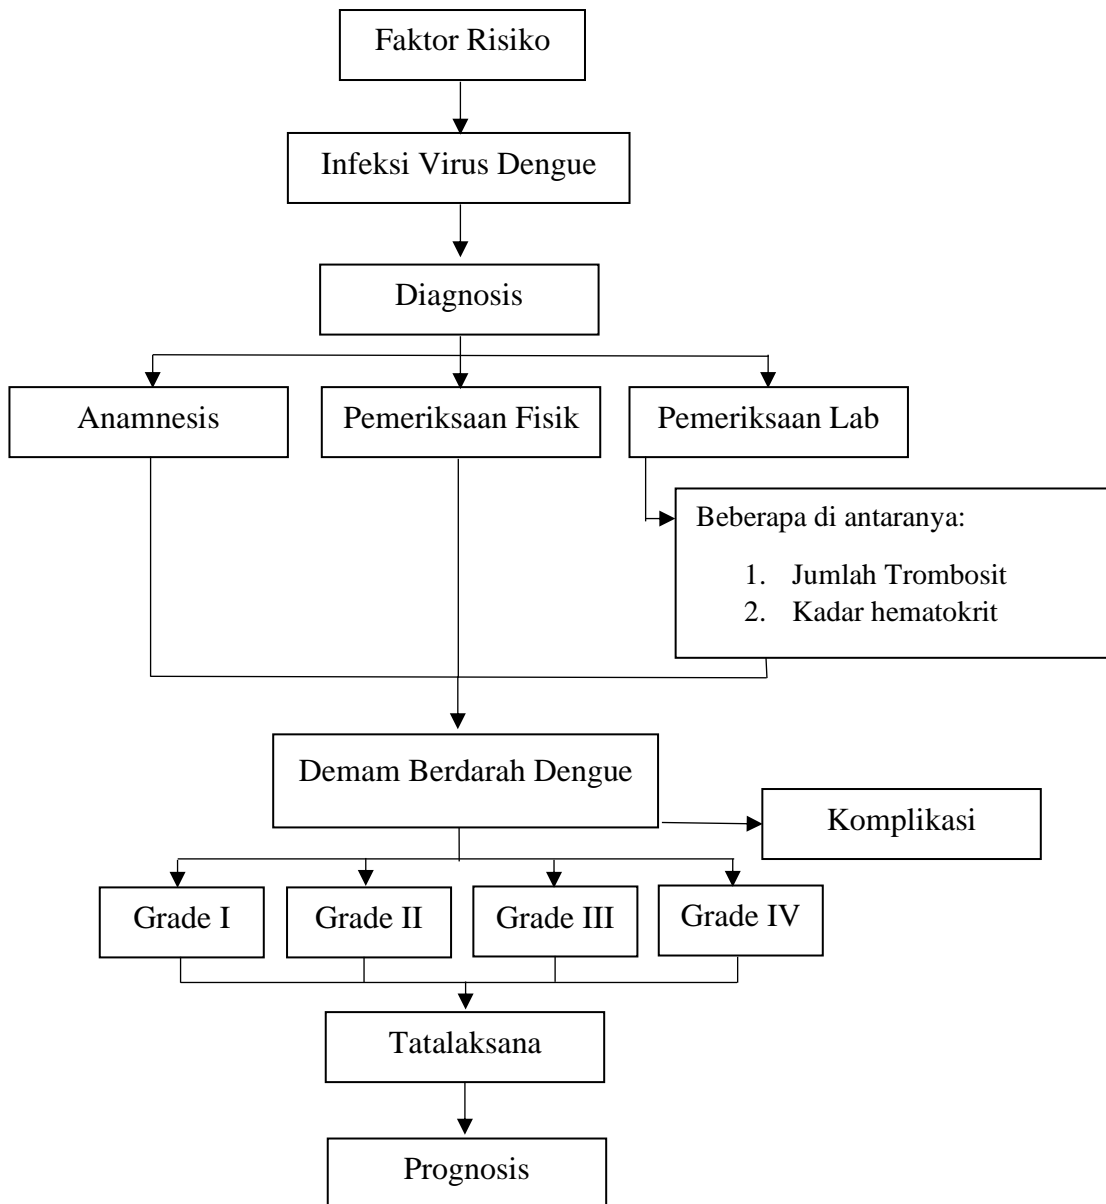 Faktor Risiko
Infeksi Virus Dengue
Diagnosis
Anamnesis
Pemeriksaan Fisik
Pemeriksaan Lab
Beberapa di antaranya:
1. Jumlah Trombosit
2. Kadar hematokrit
Demam Berdarah Dengue
Komplikasi
Grade I
Grade II
Grade III
Grade IV
Tatalaksana
Prognosis